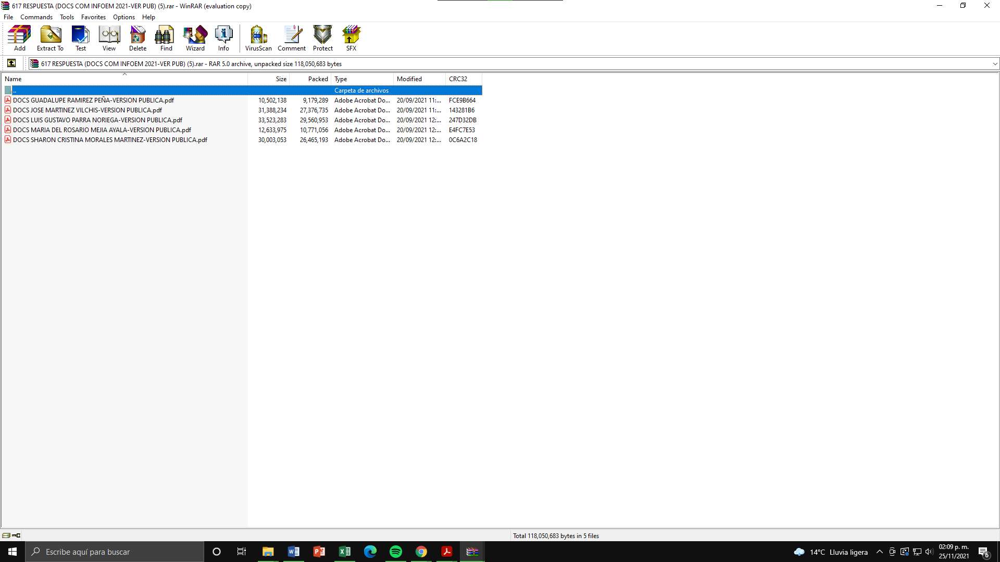 617 RESPUESTA (DOCS COM INFOEM 2021-VER PUB) (5).rar - WinRAR (evaluation copy)
File Commands Tools Favorites Options Help
Add Extract To Test View Delete Find Wizard Info VirusScan Comment Protect SFX
617 RESPUESTA (DOCS COM INFOEM 2021-VER PUB) (5).rar - RAR 5.0 archive, unpacked size 118,050,683 bytes
Name Size Packed Type Modified CRC32
.. Carpeta de archivos
DOCS GUADALUPE RAMIREZ PEÑA-VERSION PUBLICA.pdf 10,502,138 9,179,289 Adobe Acrobat Do... 20/09/2021 11:... FCE9B664
DOCS JOSE MARTINEZ VILCHIS-VERSION PUBLICA.pdf 31,388,234 27,376,735 Adobe Acrobat Do... 20/09/2021 11:... 143281B6
DOCS LUIS GUSTAVO PARRA NORIEGA-VERSION PUBLICA.pdf 33,523,283 29,560,953 Adobe Acrobat Do... 20/09/2021 12:... 247D32DB
DOCS MARIA DEL ROSARIO MEJIA AYALA-VERSION PUBLICA.pdf 12,633,975 10,771,056 Adobe Acrobat Do... 20/09/2021 12:... E4FC7E53
DOCS SHARON CRISTINA MORALES MARTINEZ-VERSION PUBLICA.pdf 30,003,053 26,465,193 Adobe Acrobat Do... 20/09/2021 12:... 0C6A2C18
Total 118,050,683 bytes in 5 files
Escribe aquí para buscar
14°C Lluvia ligera
02:09 p. m.
25/11/2021
6